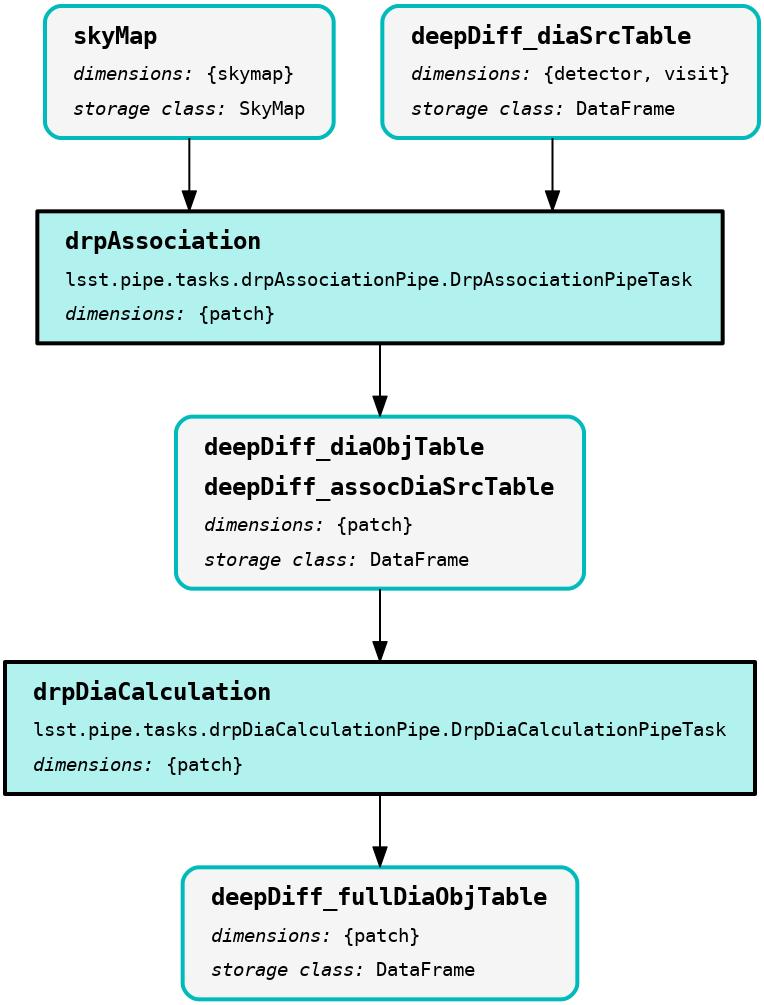 skyMap
dimensions: {skymap}
storage class: SkyMap
deepDiff_diaSrcTable
dimensions: {detector, visit}
storage class: DataFrame
drpAssociation
lsst.pipe.tasks.drpAssociationPipe.DrpAssociationPipeTask
dimensions: {patch}
deepDiff_diaObjTable
deepDiff_assocDiaSrcTable
dimensions: {patch}
storage class: DataFrame
drpDiaCalculation
lsst.pipe.tasks.drpDiaCalculationPipe.DrpDiaCalculationPipeTask
dimensions: {patch}
deepDiff_fullDiaObjTable
dimensions: {patch}
storage class: DataFrame